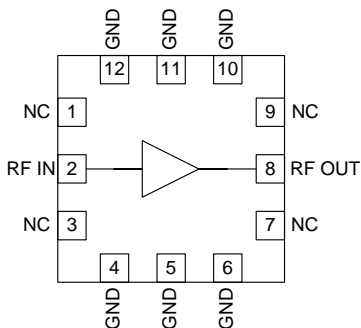 GND GND GND
12 11 10
NC 1 9 NC
RF IN 2 8 RF OUT
NC 3 7 NC
4 5 6
GND GND GND